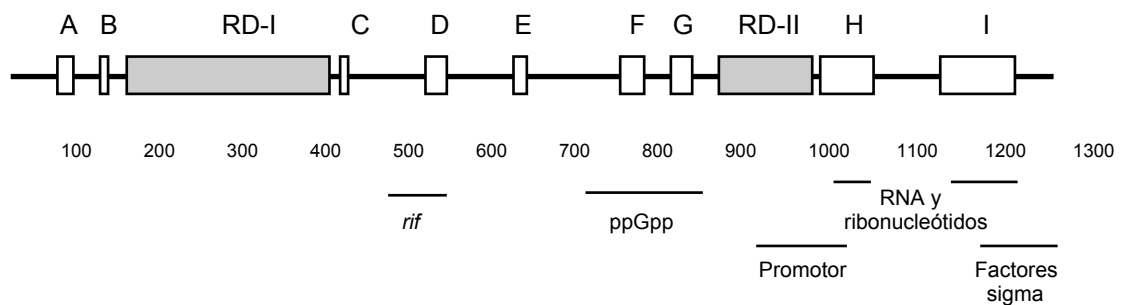 A B RD-I C D E F G RD-II H I
100 200 300 400 500 600 700 800 900 1000 1100 1200 1300
rif
ppGpp
RNA y
ribonucleótidos
Promotor
Factores
sigma